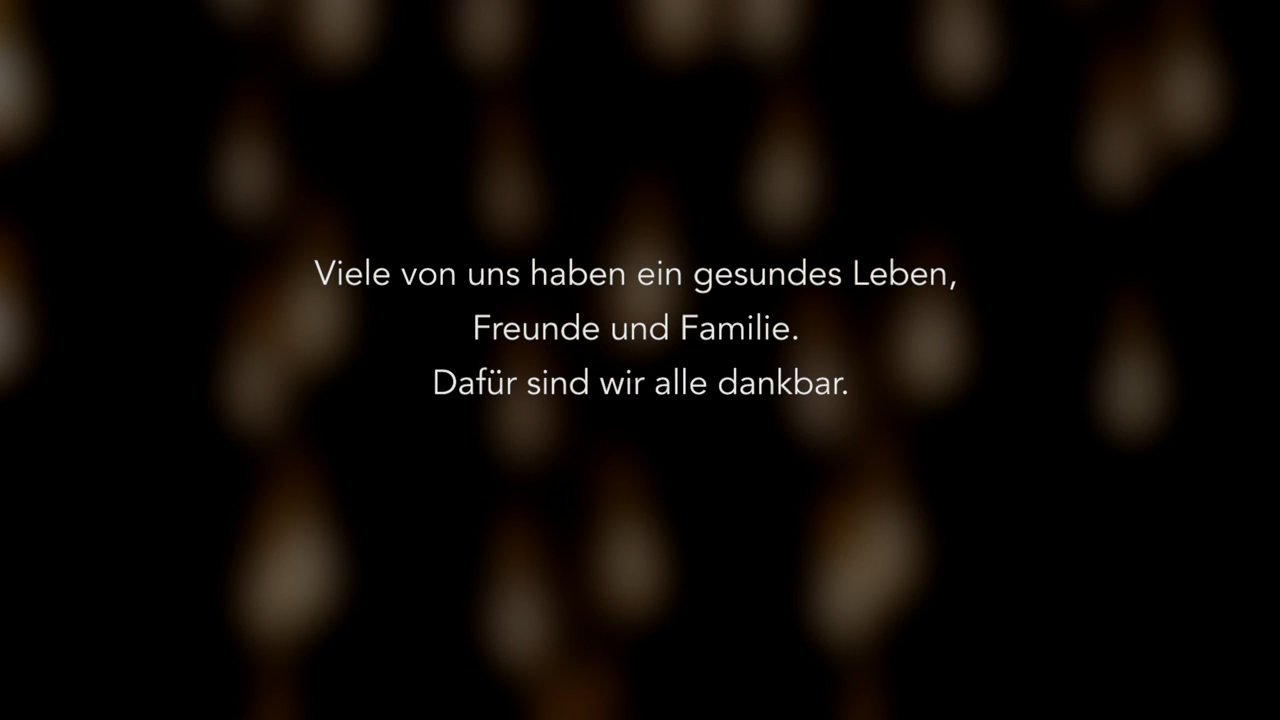 Viele von uns haben ein gesundes Leben,
Freunde und Familie.
Dafür sind wir alle dankbar.